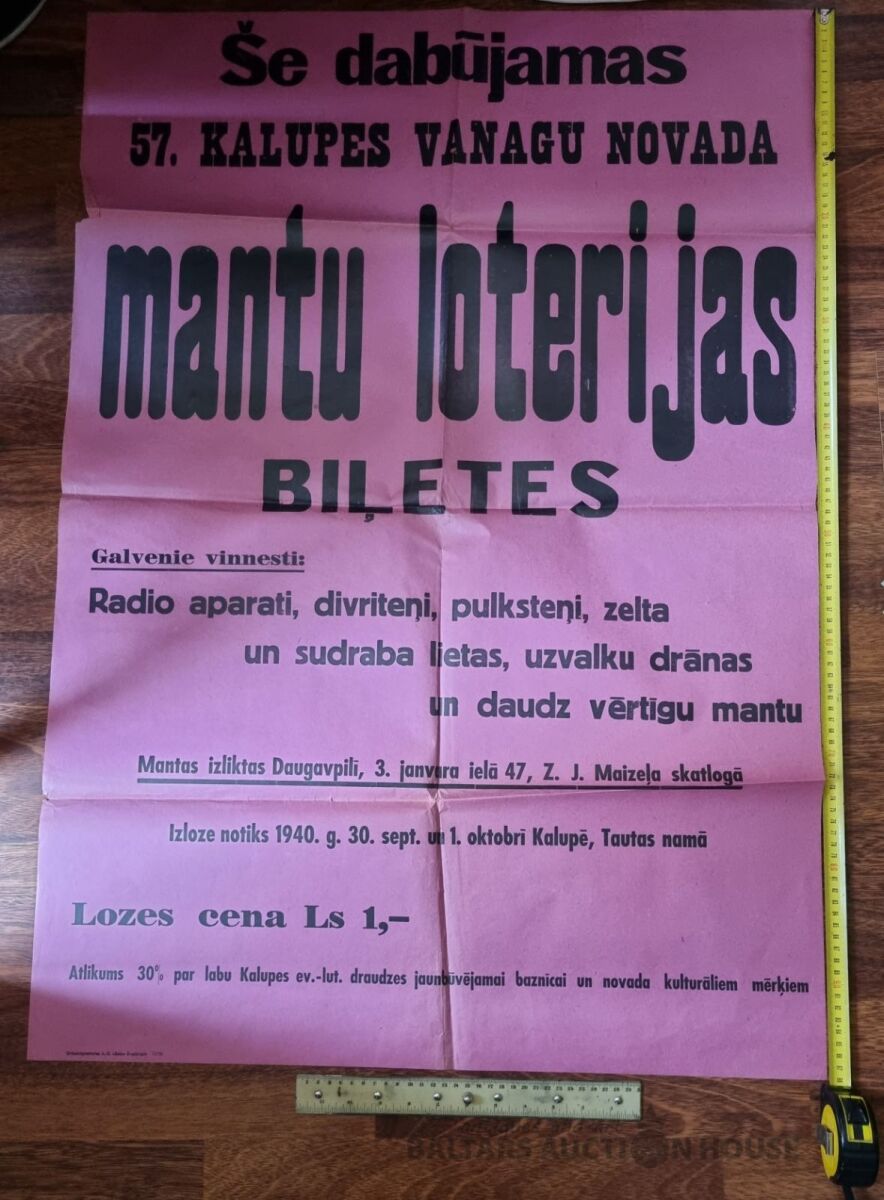 Še dabūjamas
57. KALUPES VANAGU NOVADA
mantu loterijas
BIĻETES
Galvenie vinnesti:
Radio aparati, divriteņi, pulksteņi, zelta
un sudraba lietas, uzvalku drānas
un daudz vērtīgu mantu
Mantas izliktas Daugavpilī, 3. janvara ielā 47, Z. J. Maizeļa skatlogā
Izloze notiks 1940. g. 30. sept. un 1. oktobrī Kalupē, Tautas namā
Lozes cena Ls 1,–
Atlikums 30% par labu Kalupes ev.-lut. draudzes jaunbūvējamai baznīcai un novada kulturāliem mērķiem
BALTARS AUCTION HOUSE